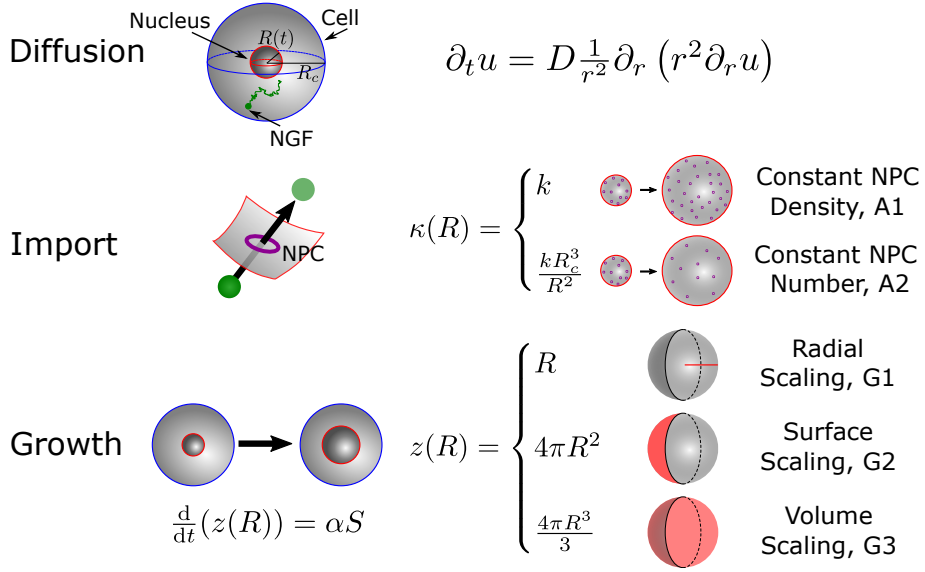 Diffusion
Nucleus
Cell
R(t)
R_c
NGF
∂_t u = D 1/r² ∂_r (r² ∂_r u)
Import
NPC
κ(R) = {
k
Constant NPC
Density, A1
kR_c³/R²
Constant NPC
Number, A2
Growth
d/dt (z(R)) = αS
z(R) = {
R
Radial
Scaling, G1
4πR²
Surface
Scaling, G2
4πR³/3
Volume
Scaling, G3